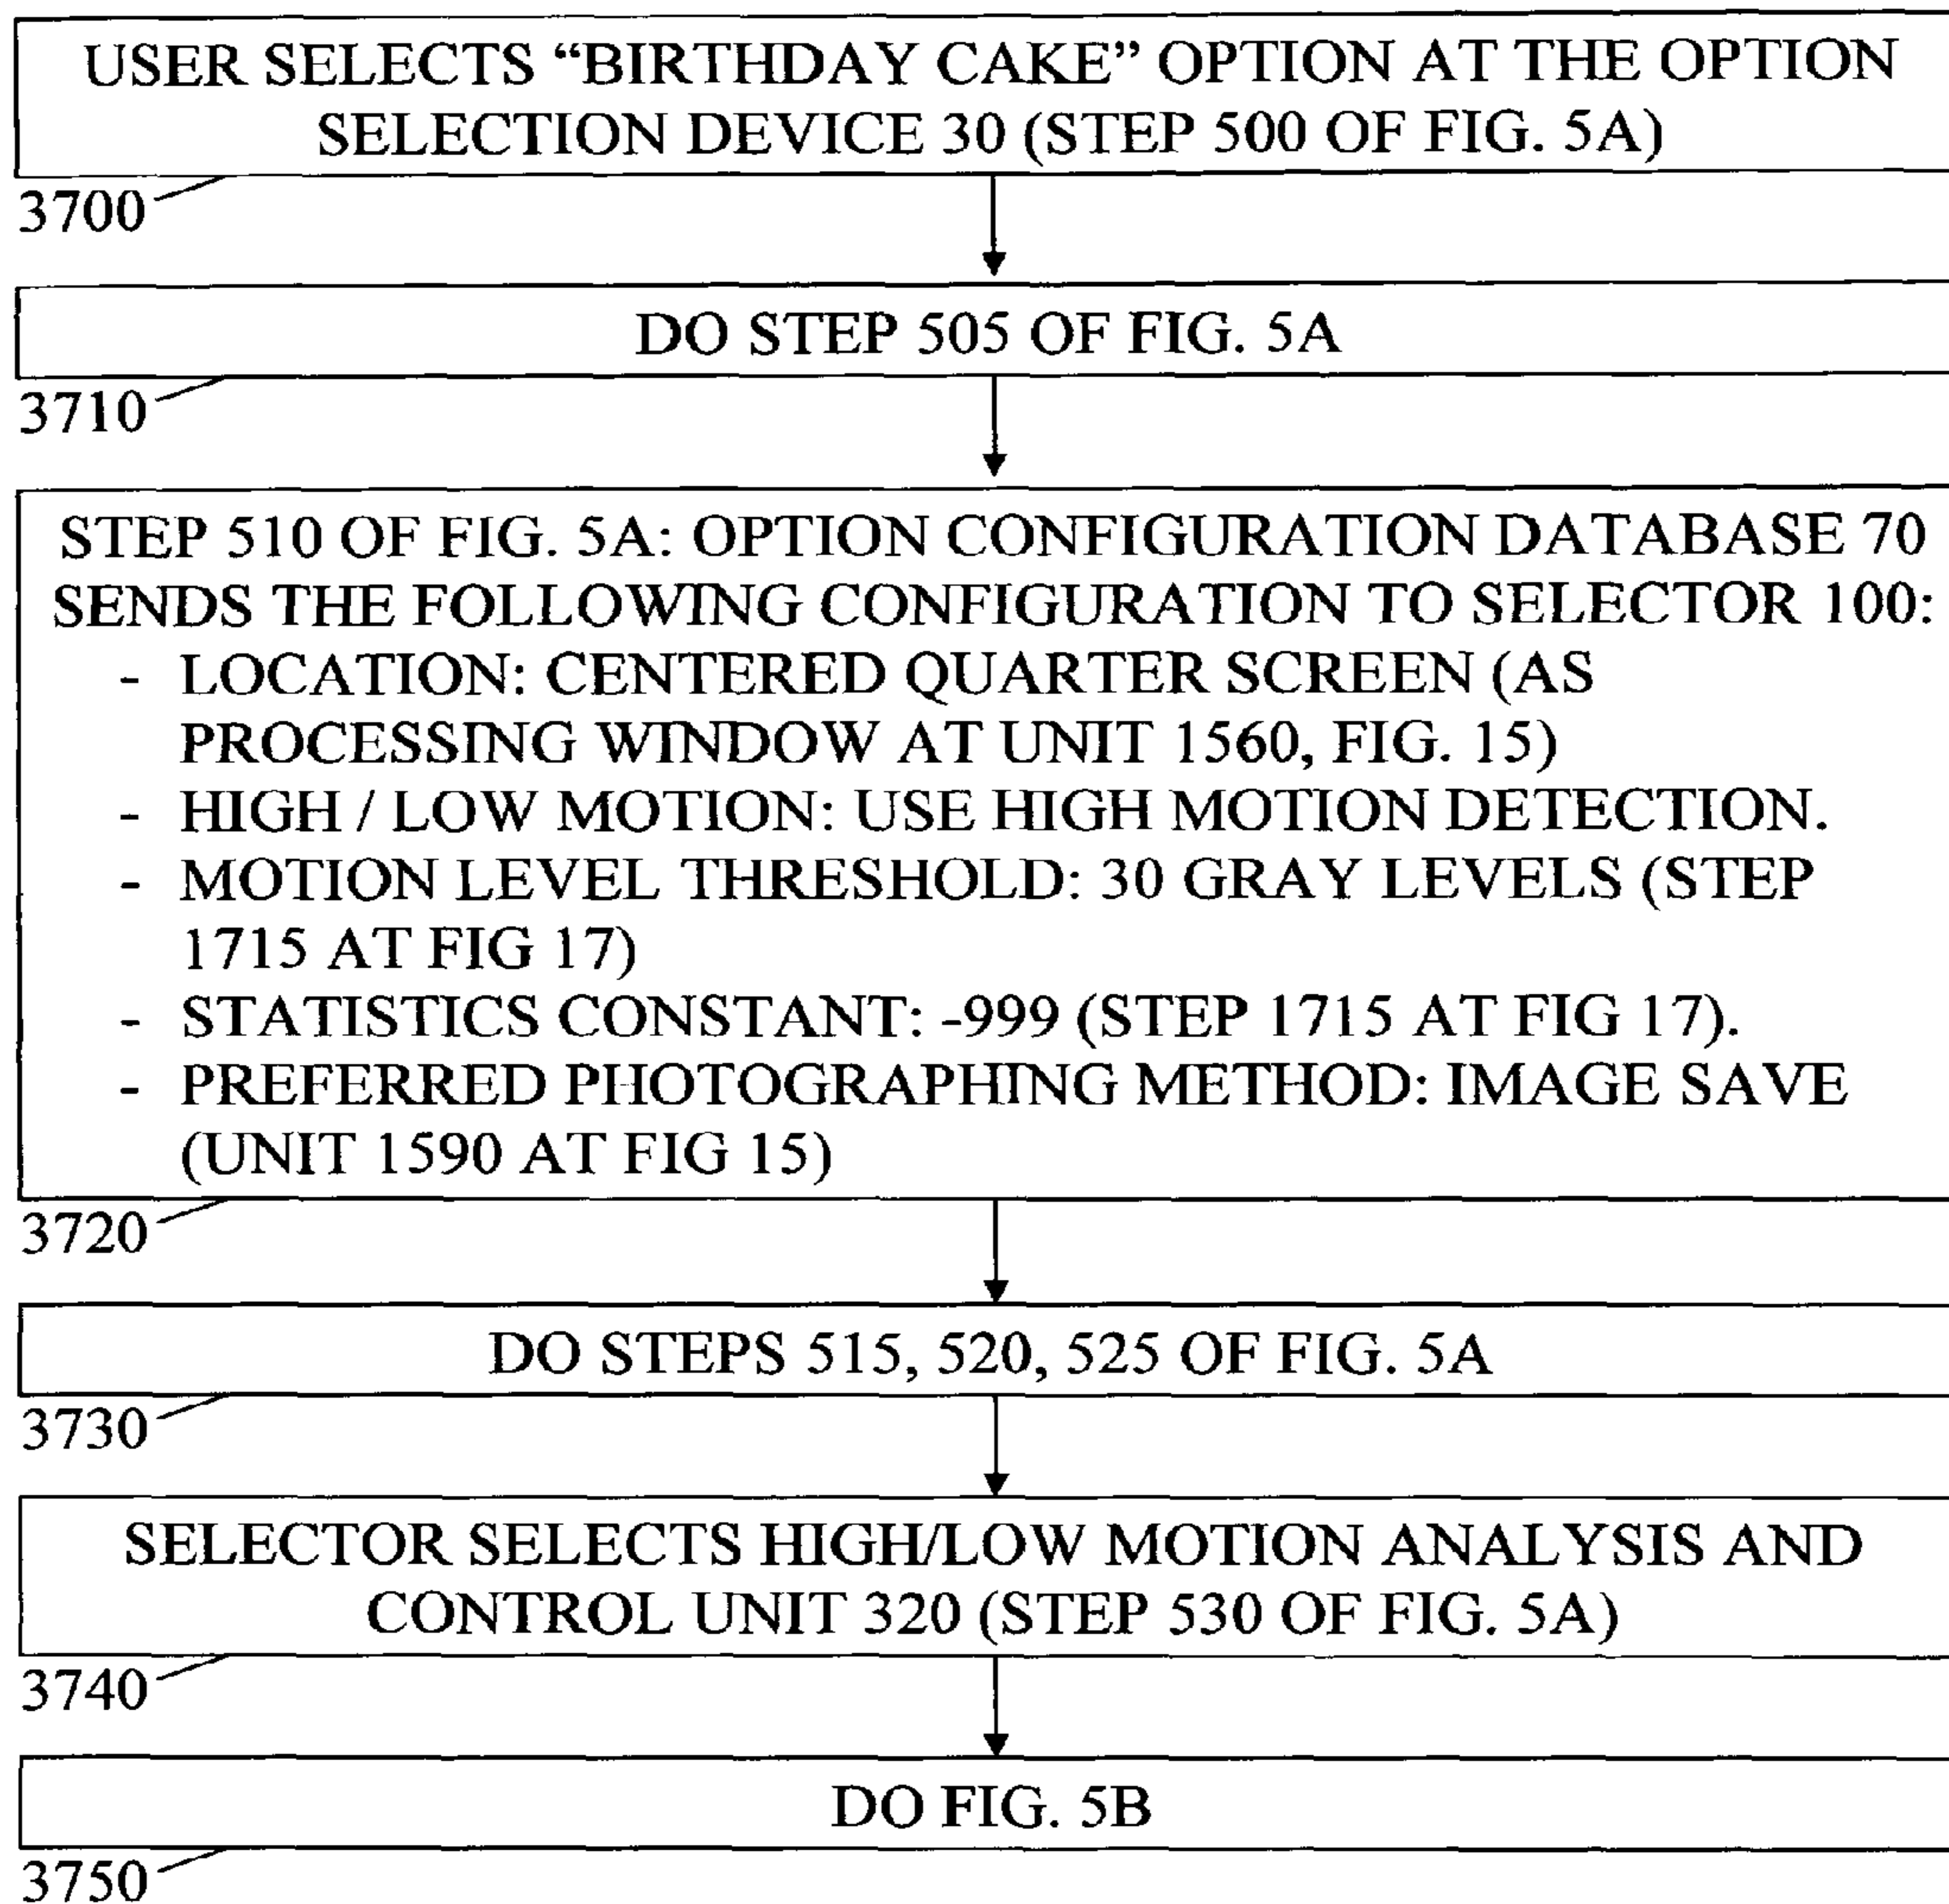 USER SELECTS “BIRTHDAY CAKE” OPTION AT THE OPTION
SELECTION DEVICE 30 (STEP 500 OF FIG. 5A)
3700
DO STEP 505 OF FIG. 5A
3710
STEP 510 OF FIG. 5A: OPTION CONFIGURATION DATABASE 70
SENDS THE FOLLOWING CONFIGURATION TO SELECTOR 100:
- LOCATION: CENTERED QUARTER SCREEN (AS
PROCESSING WINDOW AT UNIT 1560, FIG. 15)
- HIGH / LOW MOTION: USE HIGH MOTION DETECTION.
- MOTION LEVEL THRESHOLD: 30 GRAY LEVELS (STEP
1715 AT FIG 17)
- STATISTICS CONSTANT: -999 (STEP 1715 AT FIG 17).
- PREFERRED PHOTOGRAPHING METHOD: IMAGE SAVE
(UNIT 1590 AT FIG 15)
3720
DO STEPS 515, 520, 525 OF FIG. 5A
3730
SELECTOR SELECTS HIGH/LOW MOTION ANALYSIS AND
CONTROL UNIT 320 (STEP 530 OF FIG. 5A)
3740
DO FIG. 5B
3750